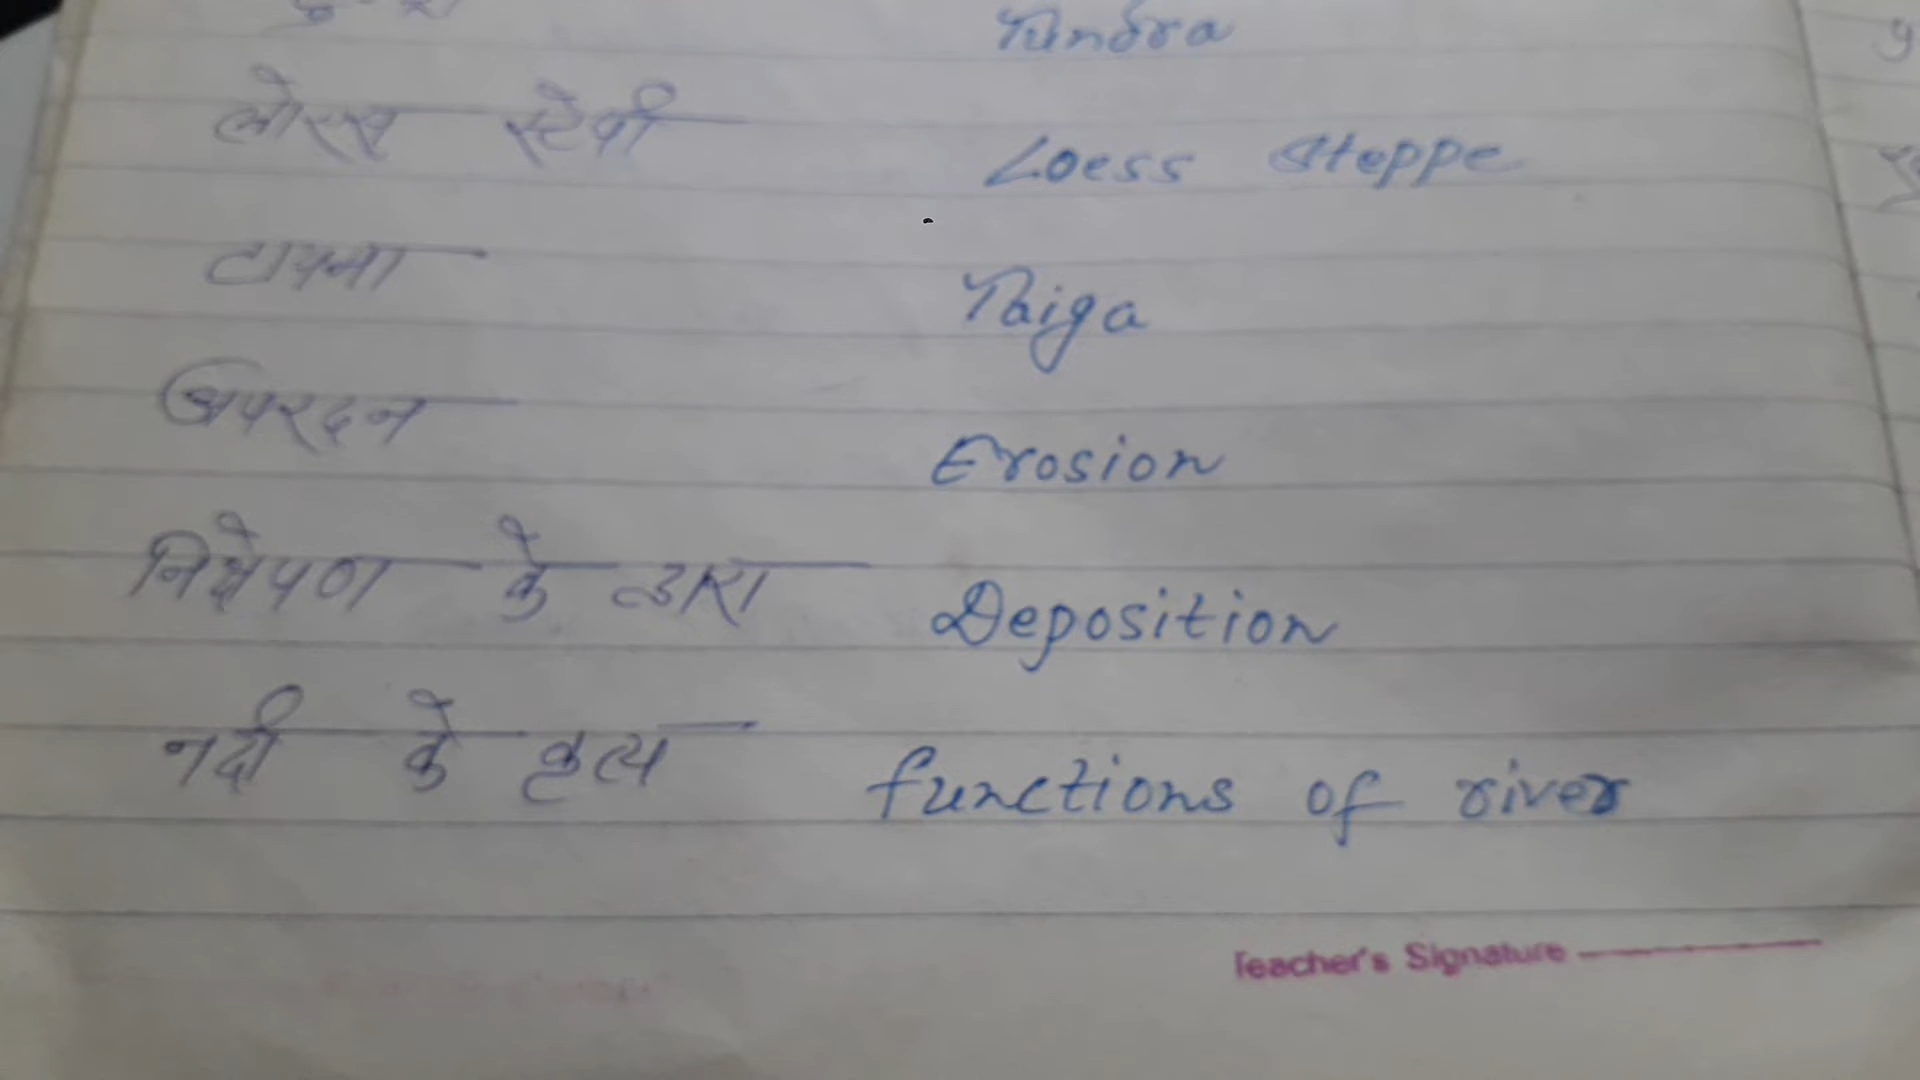 Tundra
लोएस स्टेपी Loess Steppe
टायगा Taiga
अपरदन Erosion
निक्षेपण के द्वारा Deposition
नदी के कृत्य functions of river
Teacher's Signature